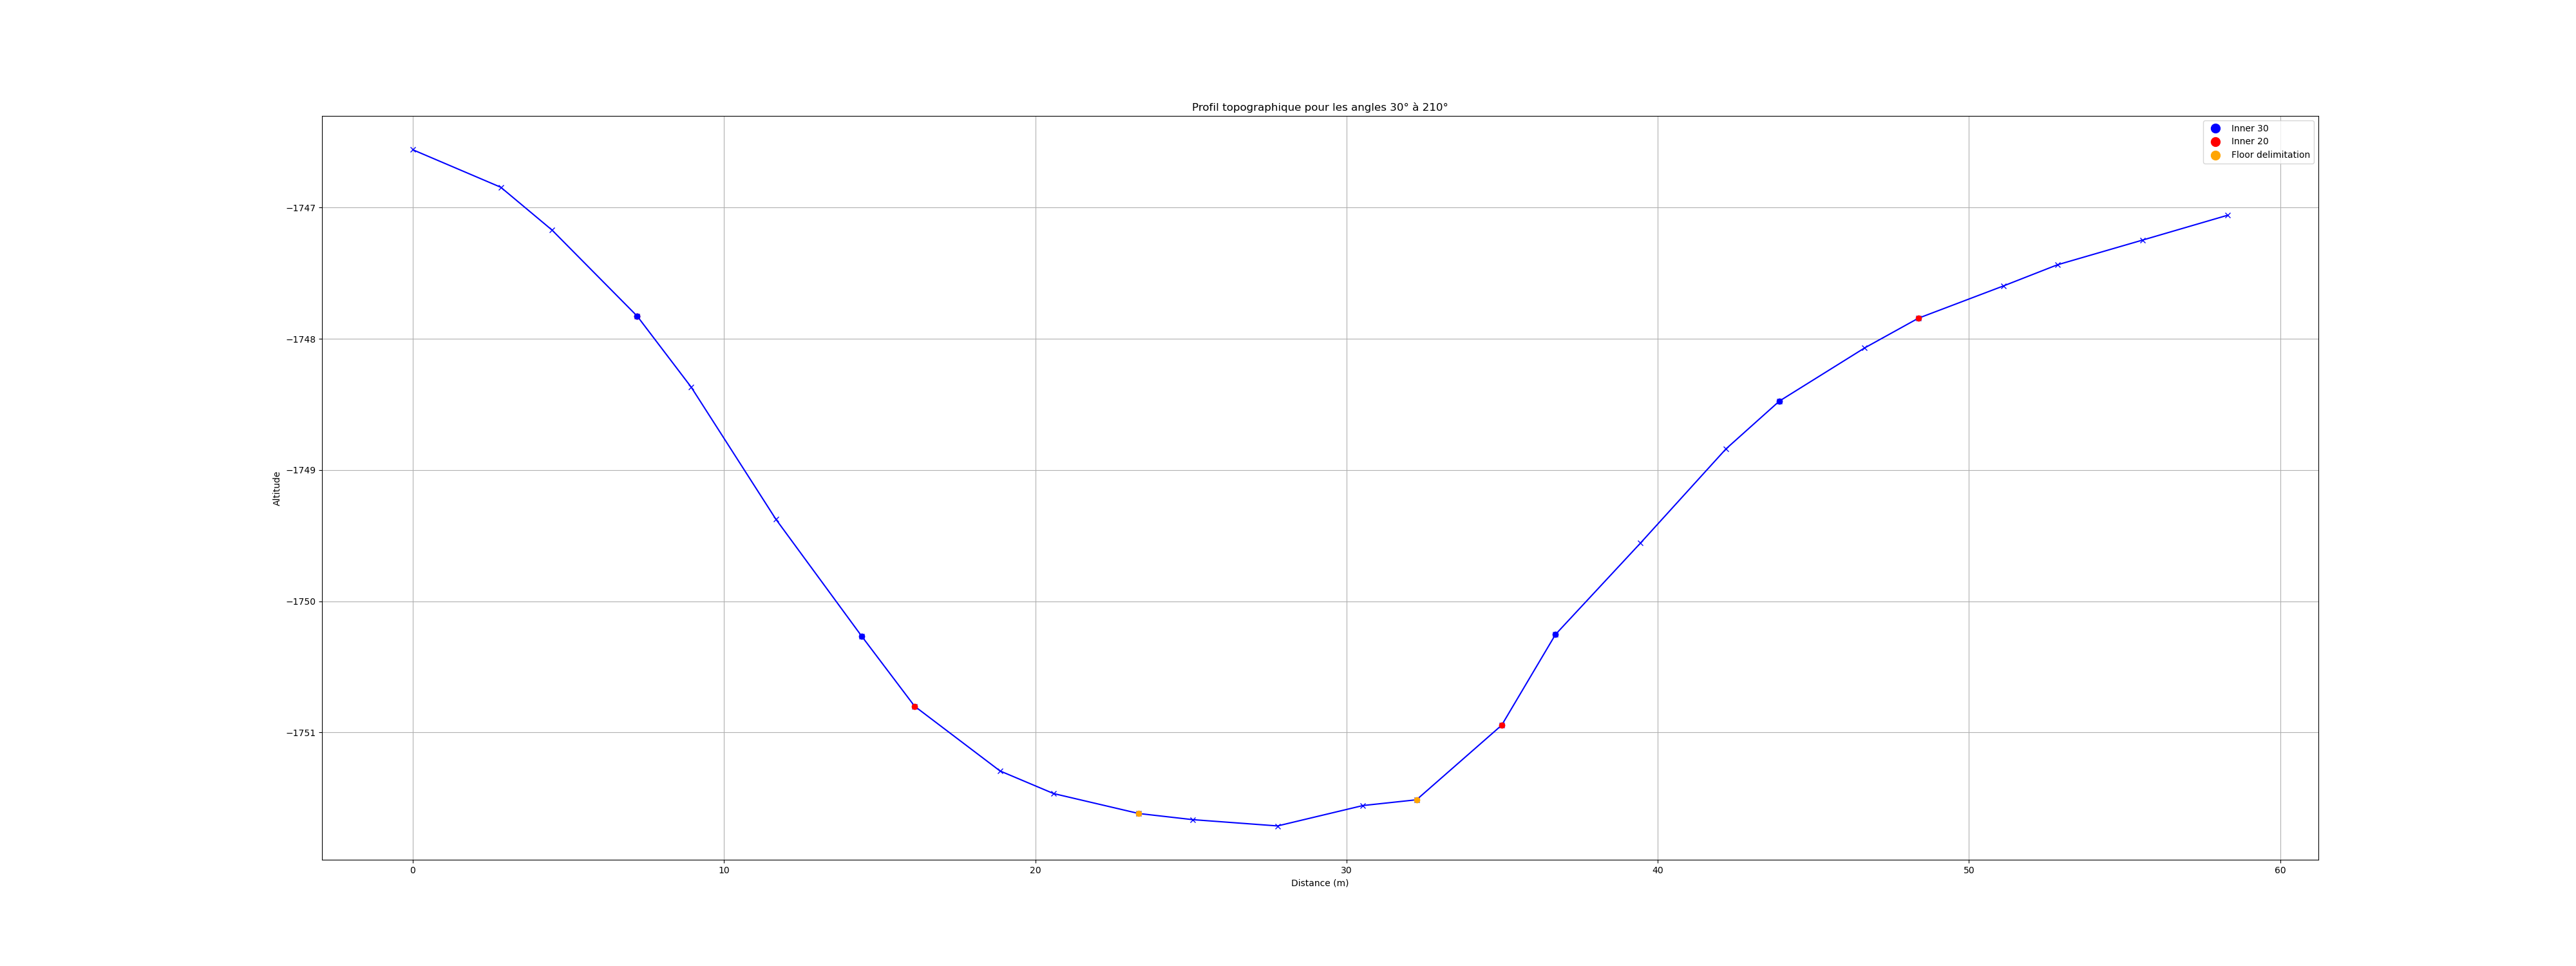 Profil topographique pour les angles 30° à 210°
Inner 30
Inner 20
Floor delimitation
−1747
−1748
−1749
−1750
−1751
Altitude
0 10 20 30 40 50 60
Distance (m)